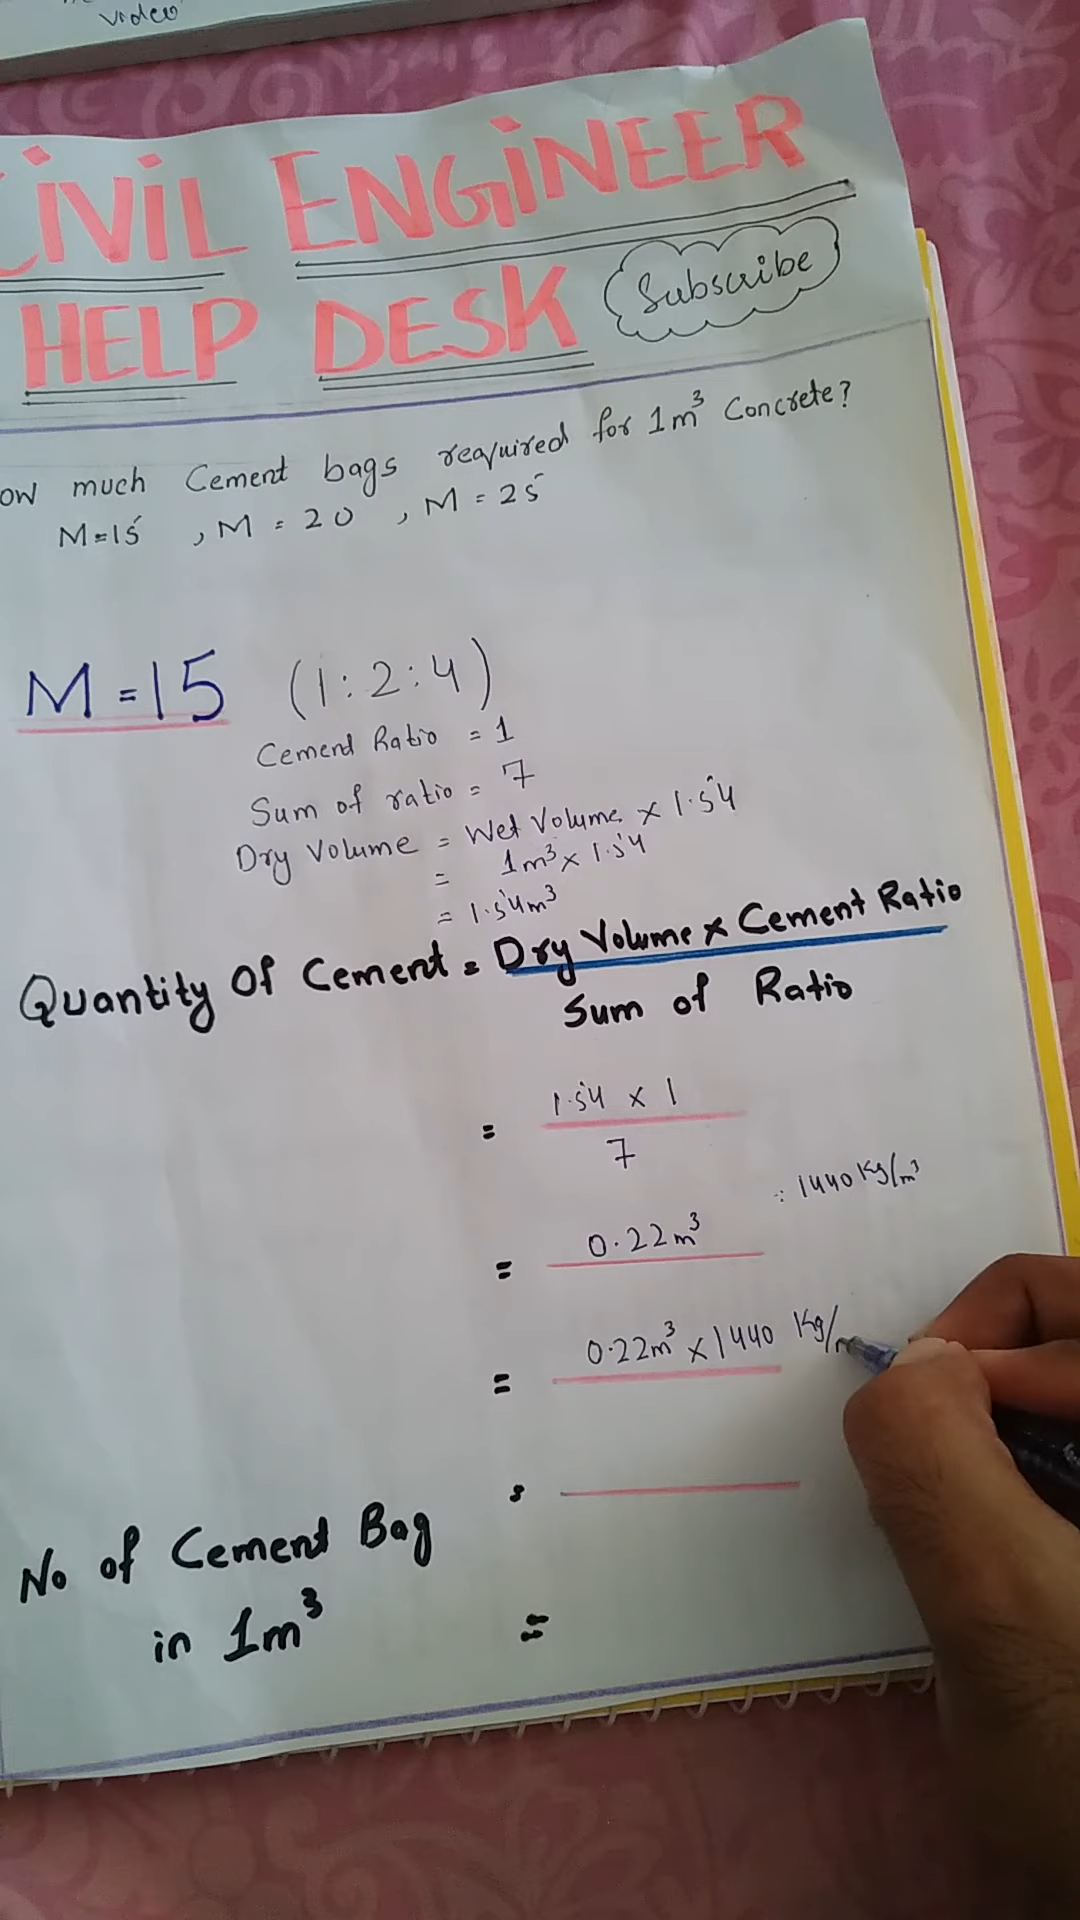 video
CiViL ENGiNEER
HELP DESK
Subscribe
ow much Cement bags required for 1m³ Concrete?
M=15 , M = 20 , M = 25
M=15 (1:2:4)
Cement Ratio = 1
Sum of ratio = 7
Dry Volume = Wet Volume x 1.54
= 1m³ x 1.54
= 1.54m³
Quantity Of Cement = Dry Volume x Cement Ratio
Sum of Ratio
= 1.54 x 1
7
: 1440 Kg/m³
= 0.22m³
= 0.22m³ x 1440 Kg/
=
No of Cement Bag
in 1m³ =